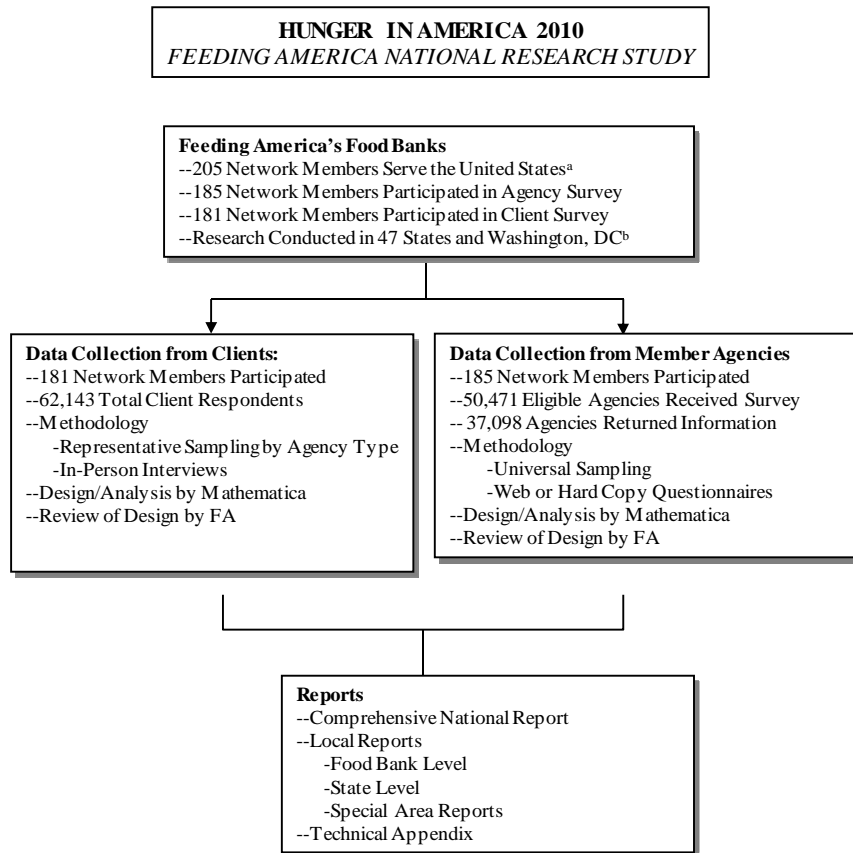 HUNGER IN AMERICA 2010
FEEDING AMERICA NATIONAL RESEARCH STUDY
Feeding America's Food Banks
--205 Network Members Serve the United Statesᵃ
--185 Network Members Participated in Agency Survey
--181 Network Members Participated in Client Survey
--Research Conducted in 47 States and Washington, DCᵇ
Data Collection from Clients:
--181 Network Members Participated
--62,143 Total Client Respondents
--Methodology
-Representative Sampling by Agency Type
-In-Person Interviews
--Design/Analysis by Mathematica
--Review of Design by FA
Data Collection from Member Agencies
--185 Network Members Participated
--50,471 Eligible Agencies Received Survey
-- 37,098 Agencies Returned Information
--Methodology
-Universal Sampling
-Web or Hard Copy Questionnaires
--Design/Analysis by Mathematica
--Review of Design by FA
Reports
--Comprehensive National Report
--Local Reports
-Food Bank Level
-State Level
-Special Area Reports
--Technical Appendix